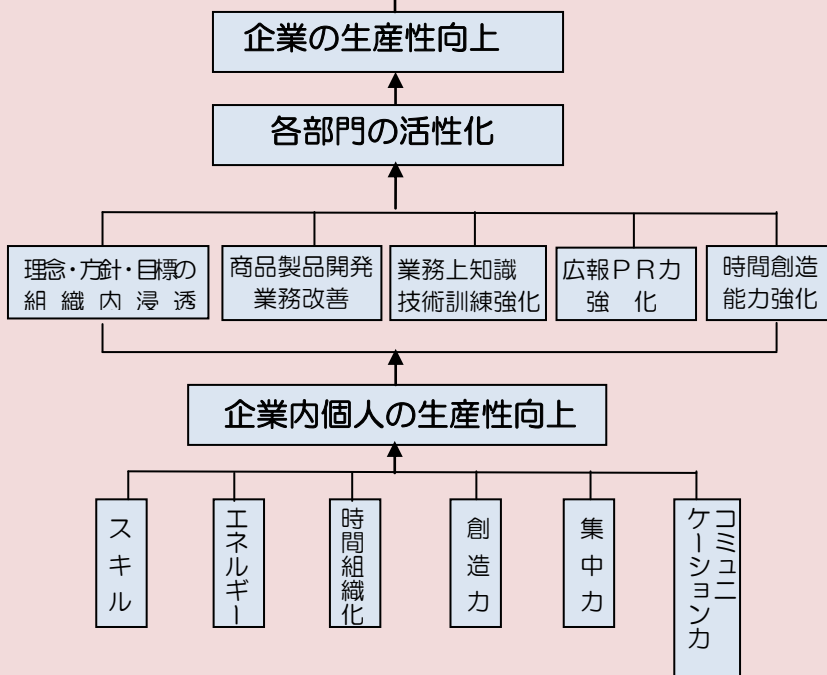 企業の生産性向上
各部門の活性化
理念・方針・目標の
組織内浸透
商品製品開発
業務改善
業務上知識
技術訓練強化
広報PR力
強化
時間創造
能力強化
企業内個人の生産性向上
スキル
エネルギー
時間組織化
創造力
集中力
コミュニ
ケーション力